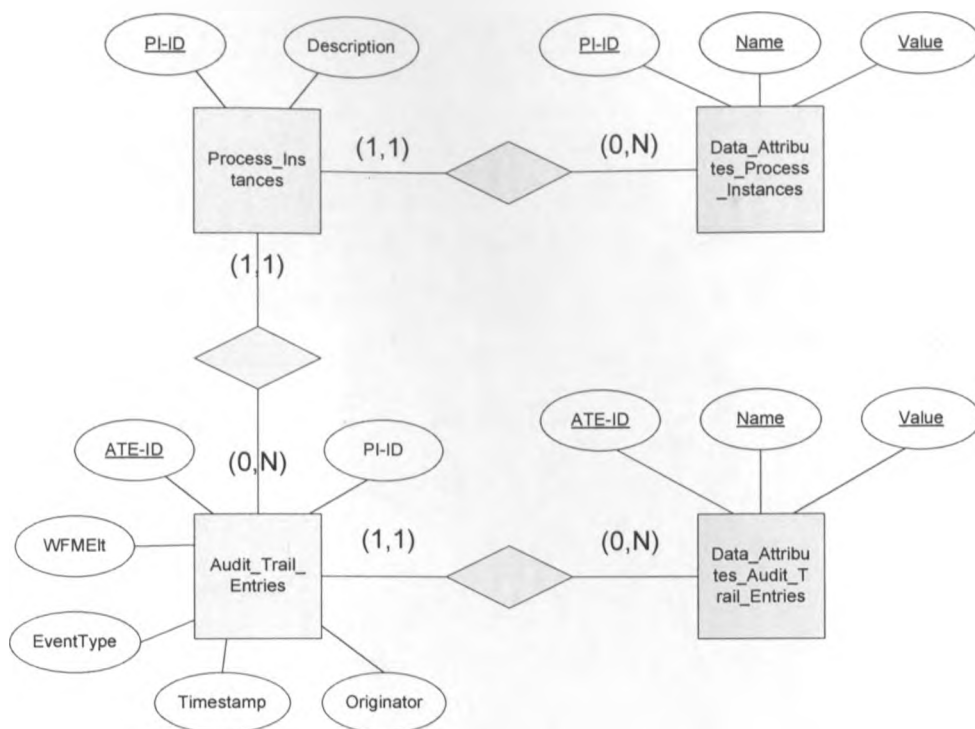 PI-ID
Description
PI-ID
Name
Value
Process_Ins
tances
(1,1)
(0,N)
Data_Attribu
tes_Process
_Instances
(1,1)
ATE-ID
(0,N)
PI-ID
ATE-ID
Name
Value
WFMElt
Audit_Trail_
Entries
(1,1)
(0,N)
Data_Attribu
tes_Audit_T
rail_Entries
EventType
Timestamp
Originator